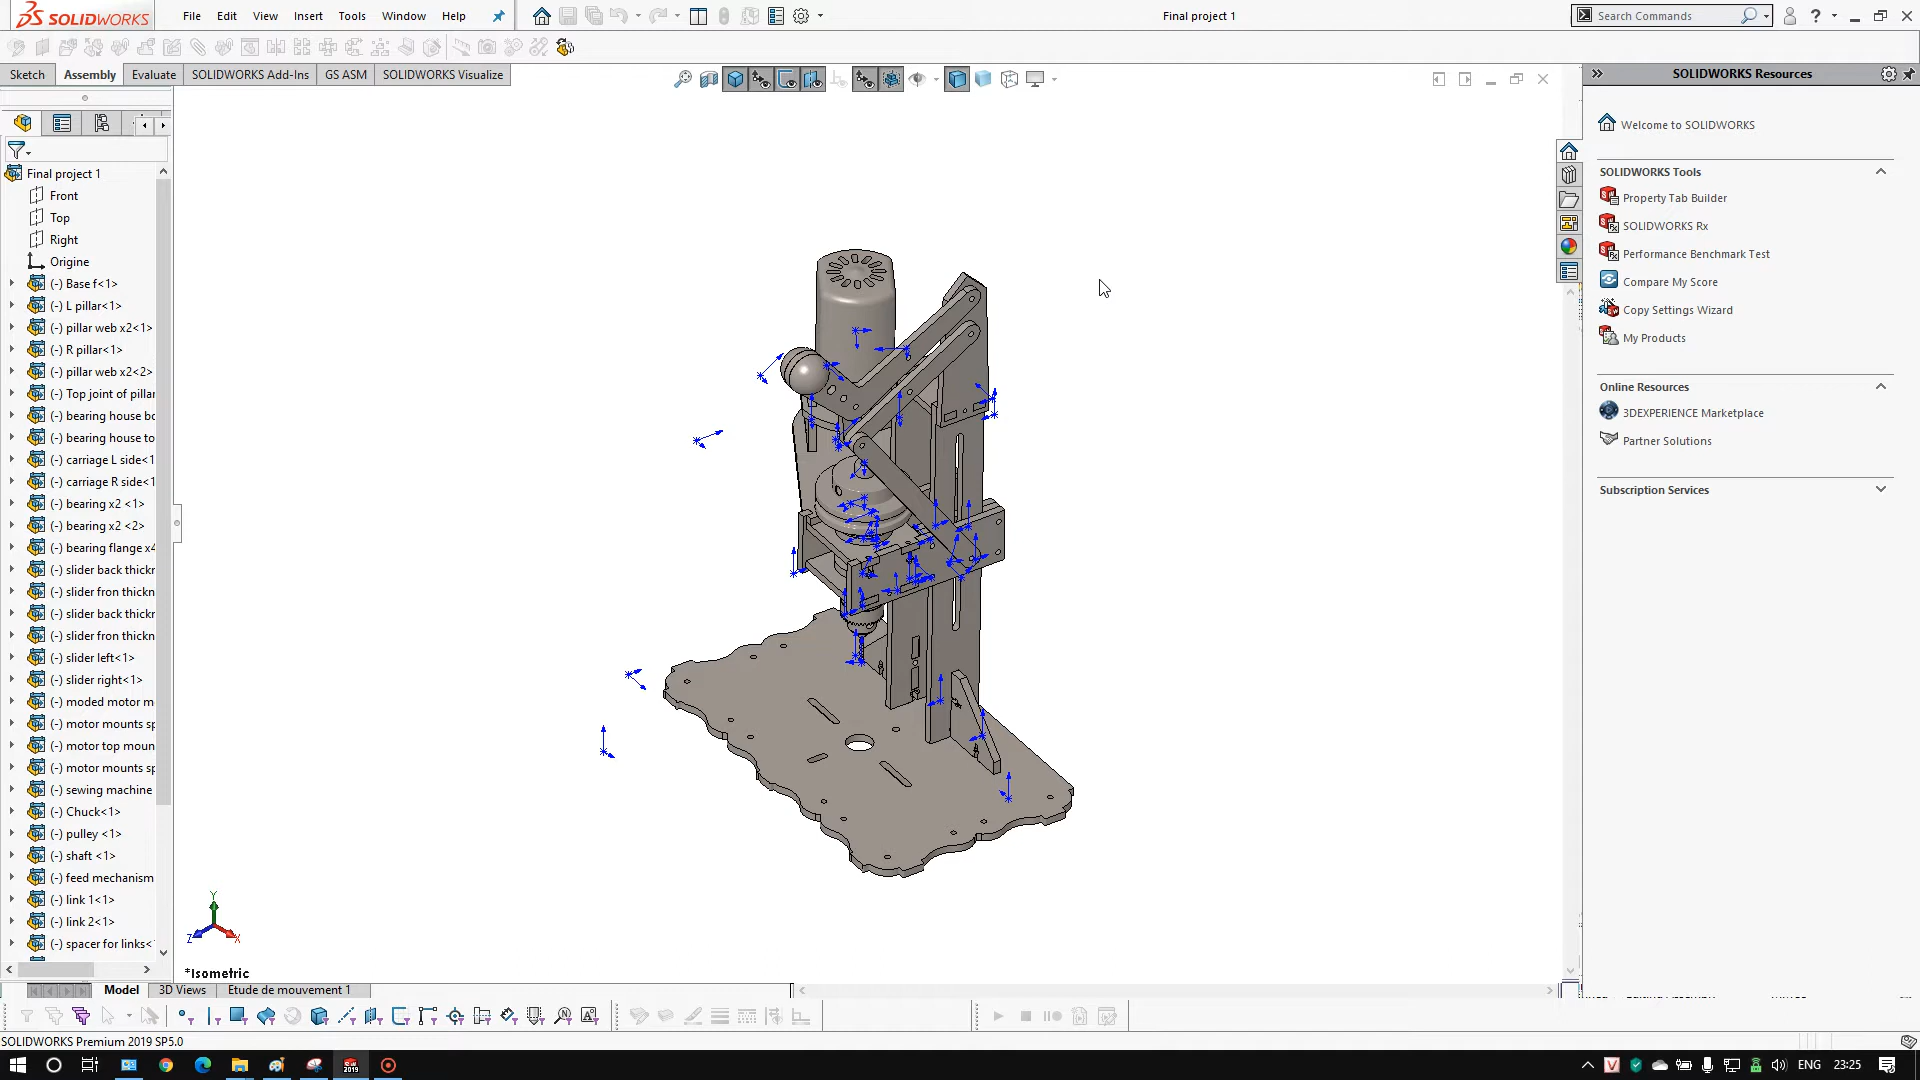 SOLIDWORKS
File Edit View Insert Tools Window Help
Final project 1
Search Commands
Sketch Assembly Evaluate SOLIDWORKS Add-Ins GS ASM SOLIDWORKS Visualize
SOLIDWORKS Resources
Final project 1
Front
Top
Right
Origine
(-) Base f<1>
(-) L pillar<1>
(-) pillar web x2<1>
(-) R pillar<1>
(-) pillar web x2<2>
(-) Top joint of pillar
(-) bearing house bo
(-) bearing house to
(-) carriage L side<1
(-) carriage R side<1
(-) bearing x2 <1>
(-) bearing x2 <2>
(-) bearing flange x4
(-) slider back thickn
(-) slider fron thickn
(-) slider back thickn
(-) slider fron thickn
(-) slider left<1>
(-) slider right<1>
(-) moded motor m
(-) motor mounts sp
(-) motor top moun
(-) motor mounts sp
(-) sewing machine
(-) Chuck<1>
(-) pulley <1>
(-) shaft <1>
(-) feed mechanism
(-) link 1<1>
(-) link 2<1>
(-) spacer for links<
Y
Z
X
*Isometric
Welcome to SOLIDWORKS
SOLIDWORKS Tools
Property Tab Builder
SOLIDWORKS Rx
Performance Benchmark Test
Compare My Score
Copy Settings Wizard
My Products
Online Resources
3DEXPERIENCE Marketplace
Partner Solutions
Subscription Services
Model 3D Views Etude de mouvement 1
SOLIDWORKS Premium 2019 SP5.0
ENG 23:25